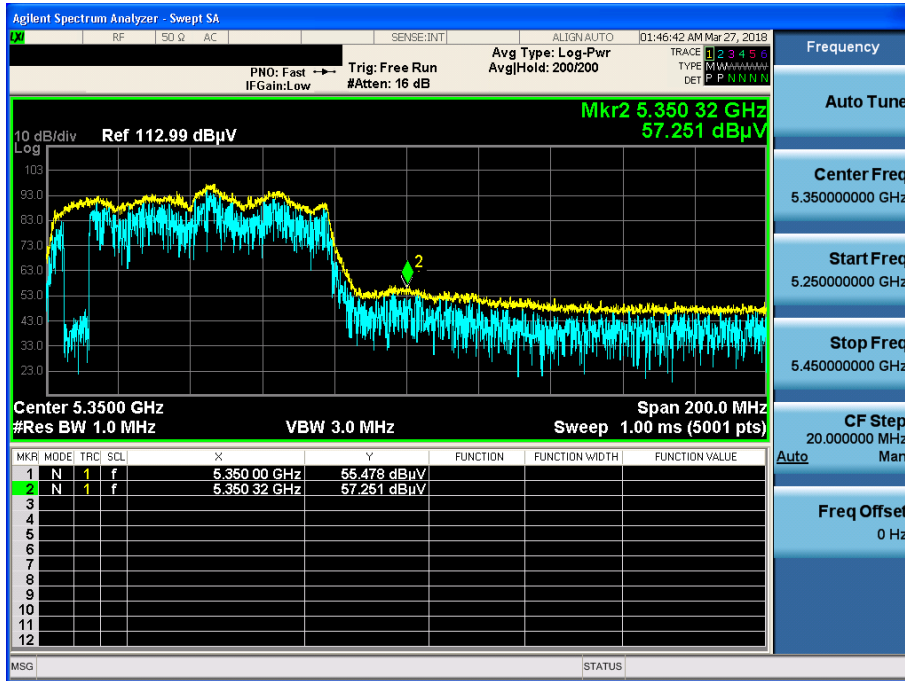 Agilent Spectrum Analyzer - Swept SA
LXI RF 50 Ω AC SENSE:INT ALIGN AUTO 01:46:42 AM Mar 27, 2018
Frequency
PNO: Fast
IFGain:Low
Trig: Free Run
#Atten: 16 dB
Avg Type: Log-Pwr
Avg|Hold: 200/200
TRACE 1 2 3 4 5 6
TYPE M W
DET P P N N N N
Auto Tune
Mkr2 5.350 32 GHz
57.251 dBµV
10 dB/div Ref 112.99 dBµV
Log
103
93.0
83.0
73.0
63.0
53.0
43.0
33.0
23.0
2
Center Freq
5.350000000 GHz
Start Freq
5.250000000 GHz
Stop Freq
5.450000000 GHz
Center 5.3500 GHz Span 200.0 MHz
#Res BW 1.0 MHz VBW 3.0 MHz Sweep 1.00 ms (5001 pts)
CF Step
20.000000 MHz
Auto Man
Freq Offset
0 Hz
MKR MODE TRC SCL X Y FUNCTION FUNCTION WIDTH FUNCTION VALUE
1 N 1 f 5.350 00 GHz 55.478 dBµV
2 N 1 f 5.350 32 GHz 57.251 dBµV
3
4
5
6
7
8
9
10
11
12
MSG STATUS